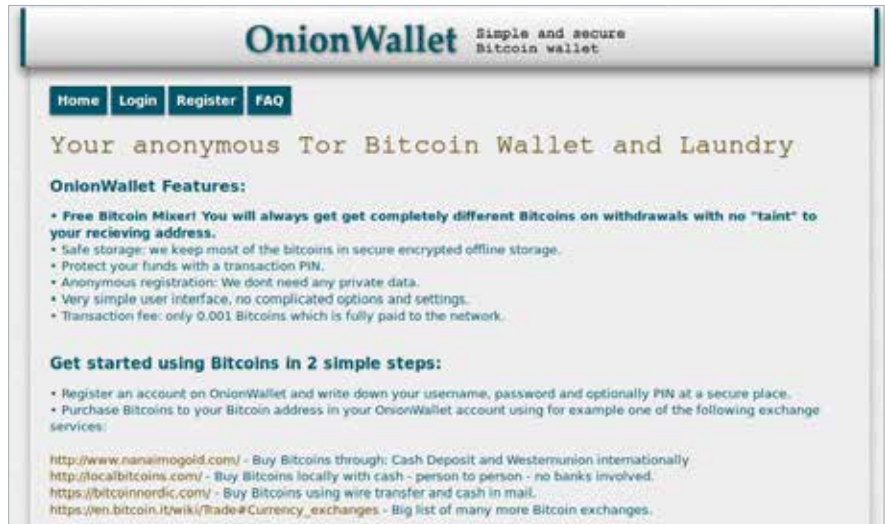 OnionWallet Simple and secure
Bitcoin wallet
Home Login Register FAQ
Your anonymous Tor Bitcoin Wallet and Laundry
OnionWallet Features:
• Free Bitcoin Mixer! You will always get get completely different Bitcoins on withdrawals with no "taint" to
your recieving address.
• Safe storage: we keep most of the bitcoins in secure encrypted offline storage.
• Protect your funds with a transaction PIN.
• Anonymous registration: We dont need any private data.
• Very simple user interface, no complicated options and settings.
• Transaction fee: only 0.001 Bitcoins which is fully paid to the network.
Get started using Bitcoins in 2 simple steps:
• Register an account on OnionWallet and write down your username, password and optionally PIN at a secure place.
• Purchase Bitcoins to your Bitcoin address in your OnionWallet account using for example one of the following exchange
services:
http://www.nanaimogold.com/ - Buy Bitcoins through: Cash Deposit and Westernunion internationally
http://localbitcoins.com/ - Buy Bitcoins locally with cash - person to person - no banks involved.
https://bitcoinnordic.com/ - Buy Bitcoins using wire transfer and cash in mail.
https://en.bitcoin.it/wiki/Trade#Currency_exchanges - Big list of many more Bitcoin exchanges.